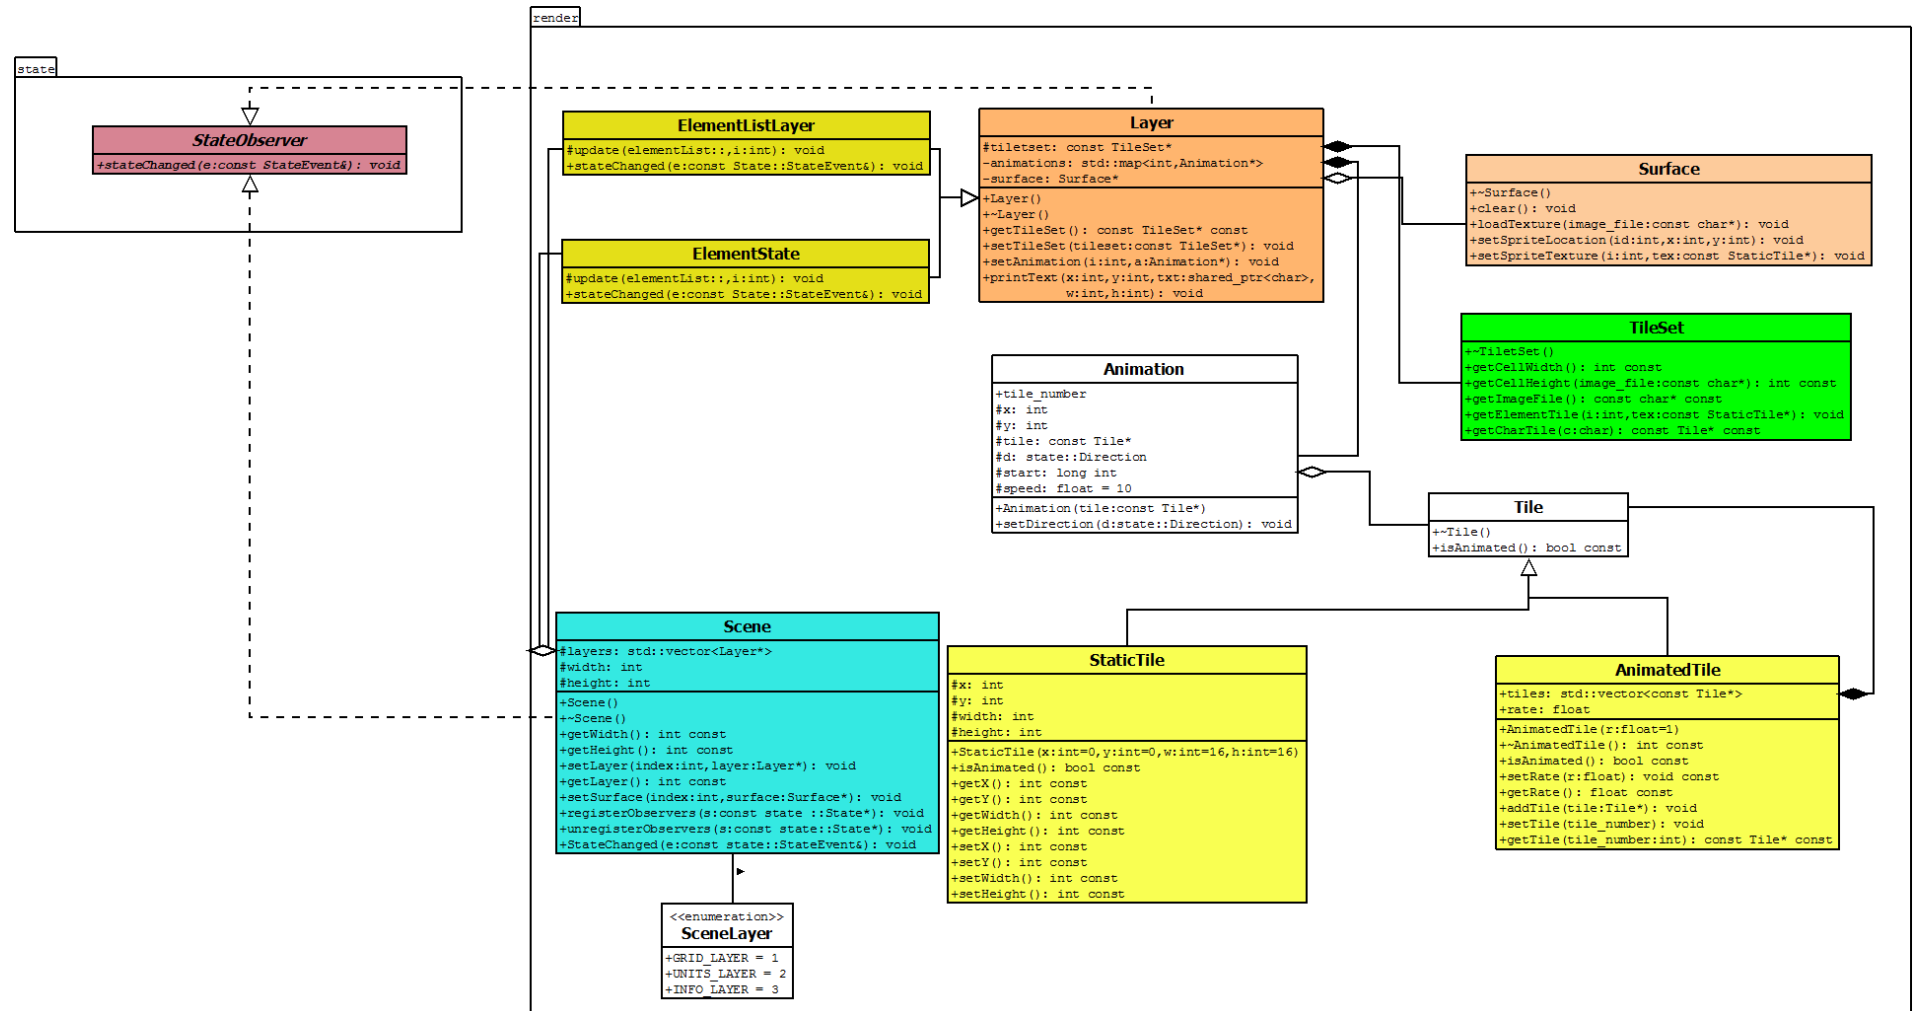 render
state
StateObserver
+stateChanged(e:const StateEvent&): void
ElementListLayer
#update(elementList::,i:int): void
+stateChanged(e:const State::StateEvent&): void
ElementState
#update(elementList::,i:int): void
+stateChanged(e:const State::StateEvent&): void
Layer
#tiletset: const TileSet*
-animations: std::map<int,Animation*>
-surface: Surface*
+Layer()
+~Layer()
+getTileSet(): const TileSet* const
+setTileSet(tileset:const TileSet*): void
+setAnimation(i:int,a:Animation*): void
+printText(x:int,y:int,txt:shared_ptr<char>,
w:int,h:int): void
Surface
+~Surface()
+clear(): void
+loadTexture(image_file:const char*): void
+setSpriteLocation(id:int,x:int,y:int): void
+setSpriteTexture(i:int,tex:const StaticTile*): void
TileSet
+~TiletSet()
+getCellWidth(): int const
+getCellHeight(image_file:const char*): int const
+getImageFile(): const char* const
+getElementTile(i:int,tex:const StaticTile*): void
+getCharTile(c:char): const Tile* const
Animation
+tile_number
#x: int
#y: int
#tile: const Tile*
#d: state::Direction
#start: long int
#speed: float = 10
+Animation(tile:const Tile*)
+setDirection(d:state::Direction): void
Tile
+~Tile()
+isAnimated(): bool const
Scene
#layers: std::vector<Layer*>
#width: int
#height: int
+Scene()
+~Scene()
+getWidth(): int const
+getHeight(): int const
+setLayer(index:int,layer:Layer*): void
+getLayer(): int const
+setSurface(index:int,surface:Surface*): void
+registerObservers(s:const state ::State*): void
+unregisterObservers(s:const state::State*): void
+StateChanged(e:const state::StateEvent&): void
StaticTile
#x: int
#y: int
#width: int
#height: int
+StaticTile(x:int=0,y:int=0,w:int=16,h:int=16)
+isAnimated(): bool const
+getX(): int const
+getY(): int const
+getWidth(): int const
+getHeight(): int const
+setX(): int const
+setY(): int const
+setWidth(): int const
+setHeight(): int const
AnimatedTile
+tiles: std::vector<const Tile*>
+rate: float
+AnimatedTile(r:float=1)
+~AnimatedTile(): int const
+isAnimated(): bool const
+setRate(r:float): void const
+getRate(): float const
+addTile(tile:Tile*): void
+setTile(tile_number): void
+getTile(tile_number:int): const Tile* const
<<enumeration>>
SceneLayer
+GRID_LAYER = 1
+UNITS_LAYER = 2
+INFO_LAYER = 3